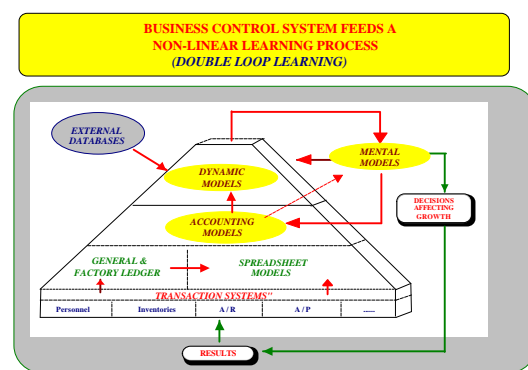 BUSINESS CONTROL SYSTEM FEEDS A
NON-LINEAR LEARNING PROCESS
(DOUBLE LOOP LEARNING)
EXTERNAL
DATABASES
MENTAL
MODELS
DYNAMIC
MODELS
DECISIONS
AFFECTING
GROWTH
ACCOUNTING
MODELS
GENERAL &
FACTORY LEDGER
SPREADSHEET
MODELS
TRANSACTION SYSTEMS"
Personnel
Inventories
A / R
A / P
......
RESULTS